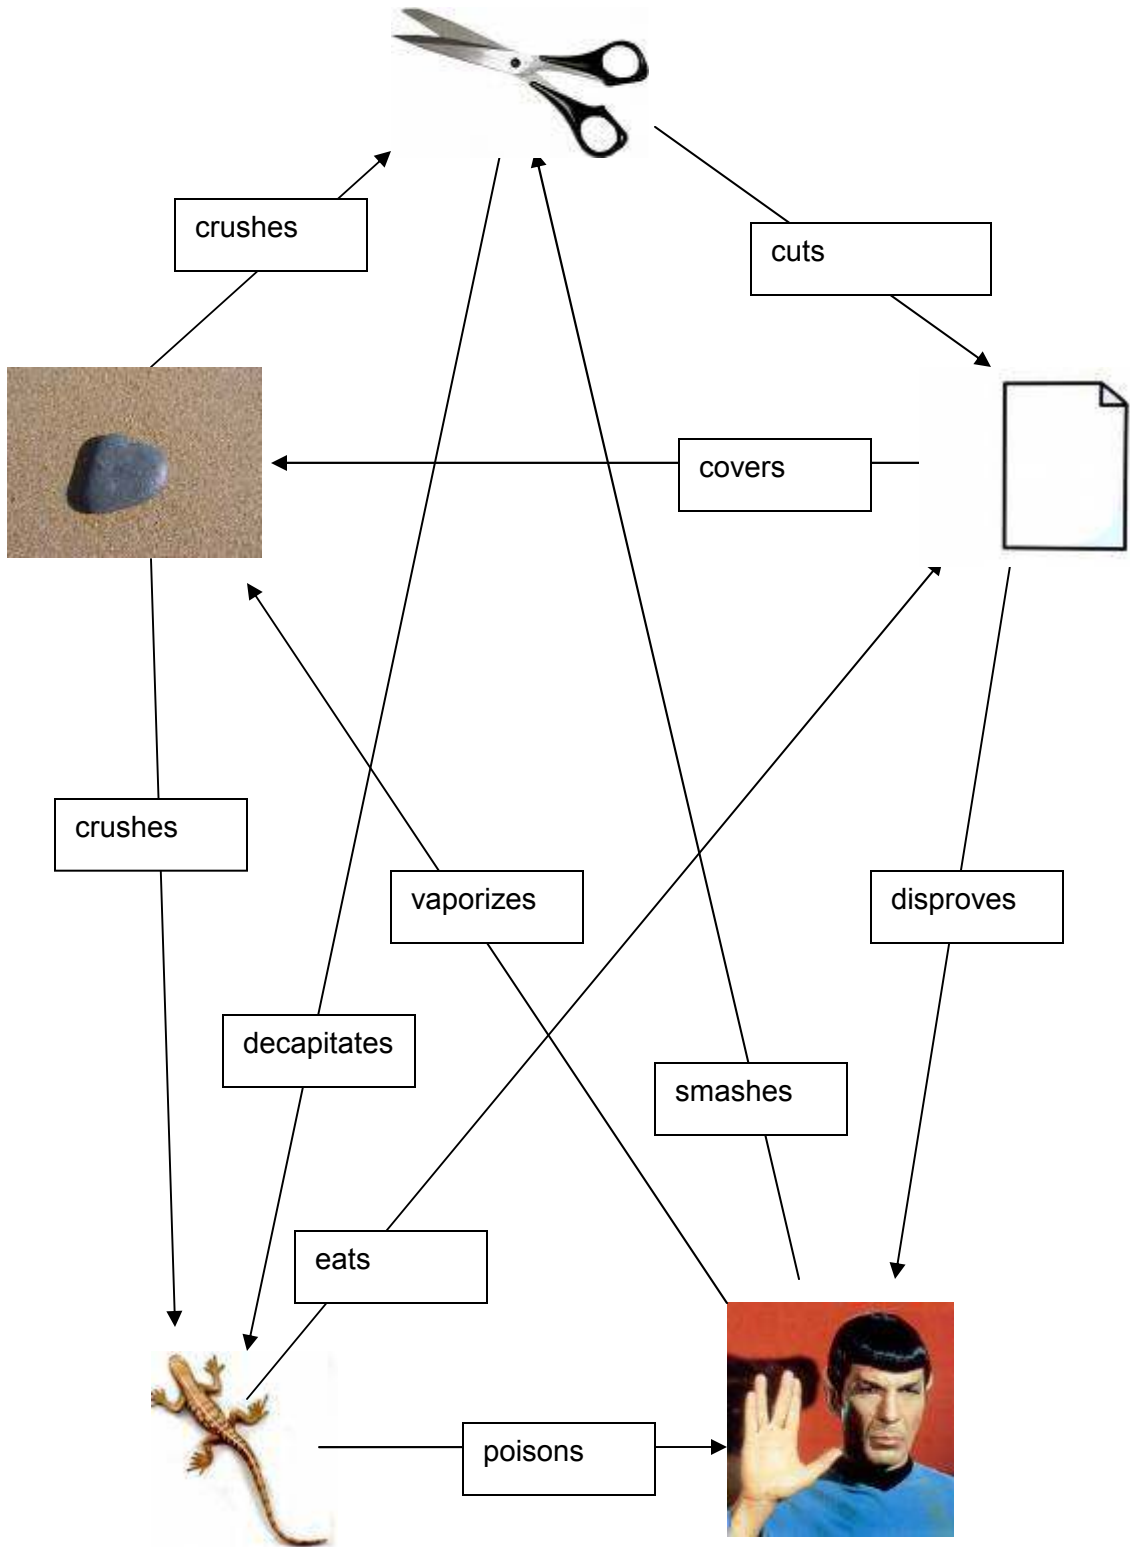 crushes
cuts
covers
crushes
vaporizes
disproves
decapitates
smashes
eats
poisons